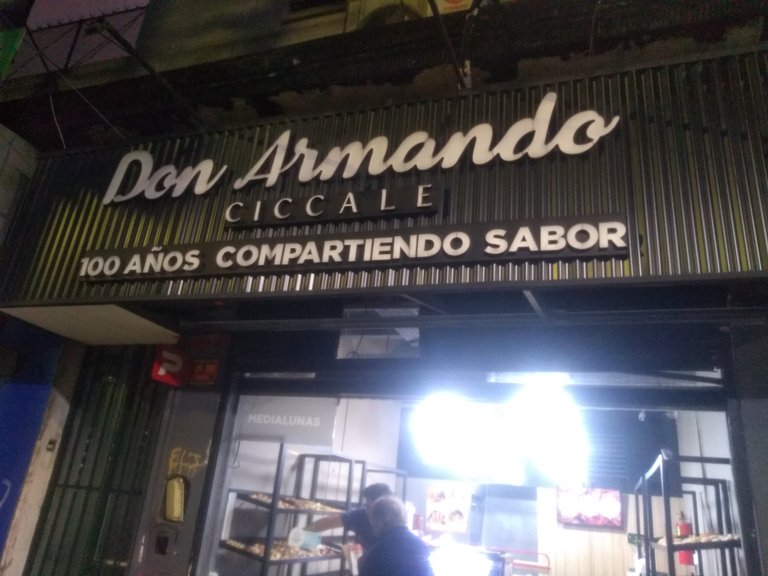 Don Armando
CICCALE
100 AÑOS COMPARTIENDO SABOR
MEDIALUNAS